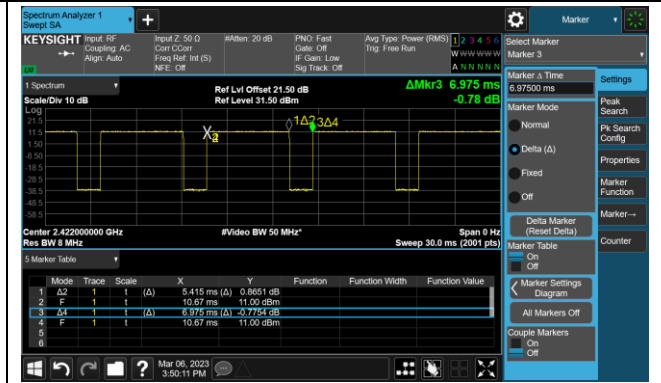 Spectrum Analyzer 1
Swept SA
+
Marker
KEYSIGHT
Input: RF
Coupling: AC
Align: Auto
Input Z: 50 Ω
Corr CCorr
Freq Ref: Int (S)
NFE: Off
#Atten: 20 dB
PNO: Fast
Gate: Off
IF Gain: Low
Sig Track: Off
Avg Type: Power (RMS)
Trig: Free Run
1 2 3 4 5 6
W W W W W W
A N N N N N
Select Marker
Marker 3
1 Spectrum
Scale/Div 10 dB
Ref Lvl Offset 21.50 dB
Ref Level 31.50 dBm
ΔMkr3 6.975 ms
-0.78 dB
Log
21.5
11.5
1.50
-8.50
-18.5
-28.5
-38.5
-48.5
-58.5
1Δ2
3Δ4
Center 2.422000000 GHz
Res BW 8 MHz
#Video BW 50 MHz*
Span 0 Hz
Sweep 30.0 ms (2001 pts)
5 Marker Table
Mode Trace Scale X Y Function Function Width Function Value
1 Δ2 1 t (Δ) 5.415 ms (Δ) 0.8651 dB
2 F 1 t 10.67 ms 11.00 dBm
3 Δ4 1 t (Δ) 6.975 ms (Δ) -0.7754 dB
4 F 1 t 10.67 ms 11.00 dBm
5
6
Marker Δ Time
6.97500 ms
Marker Mode
Normal
Delta (Δ)
Fixed
Off
Delta Marker
(Reset Delta)
Marker Table
On
Off
Marker Settings
Diagram
All Markers Off
Couple Markers
On
Off
Settings
Peak
Search
Pk Search
Config
Properties
Marker
Function
Marker→
Counter
?
Mar 06, 2023
3:50:11 PM